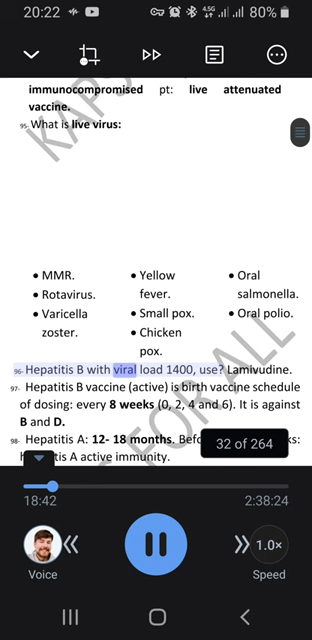 20:22 4.5G 80%
immunocompromised pt: live attenuated
vaccine.
95- What is live virus:
• MMR.
• Rotavirus.
• Varicella
zoster.
• Yellow
fever.
• Small pox.
• Chicken
pox.
• Oral
salmonella.
• Oral polio.
96- Hepatitis B with viral load 1400, use? Lamivudine.
97- Hepatitis B vaccine (active) is birth vaccine schedule
of dosing: every 8 weeks (0, 2, 4 and 6). It is against
B and D.
98- Hepatitis A: 12- 18 months.
32 of 264
A active immunity.
FOR ALL
18:42 2:38:24
1.0×
Voice Speed